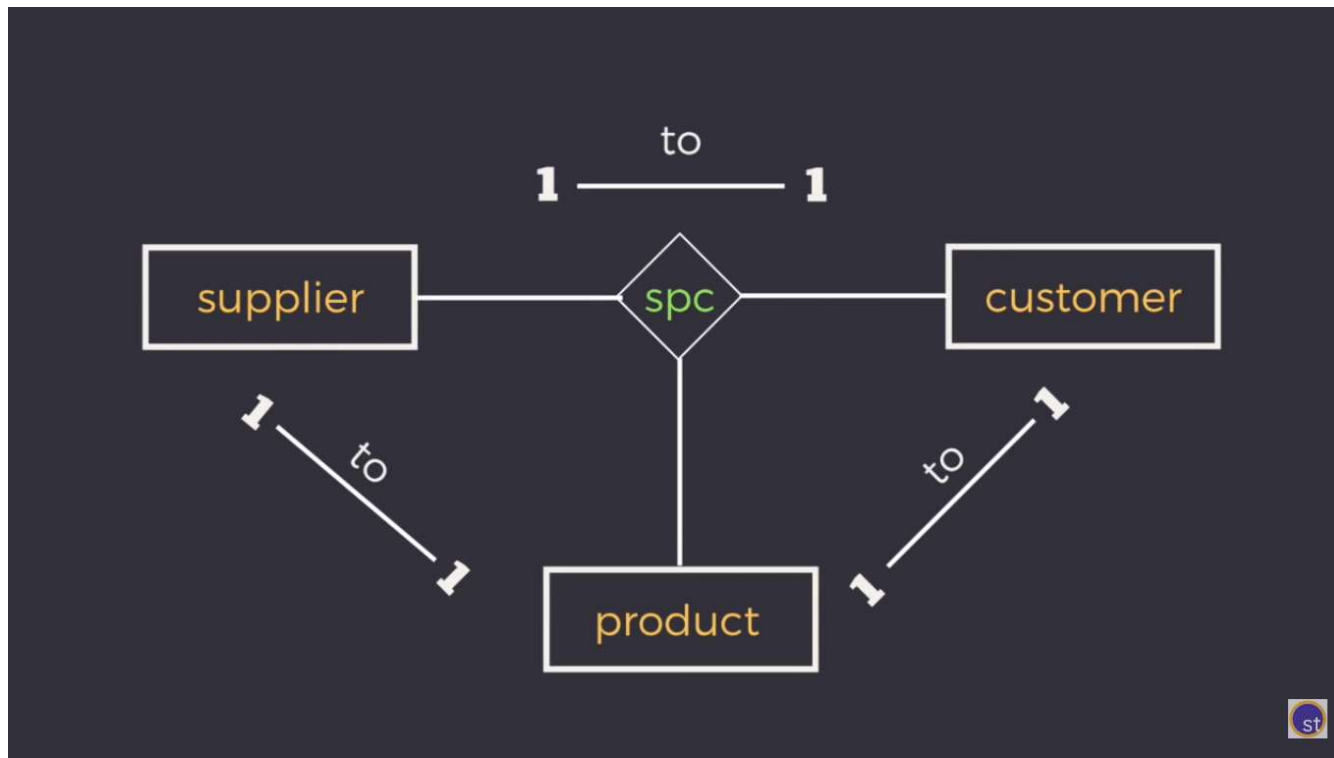 to
1 1
supplier spc customer
1 to 1
1 to 1
product
st